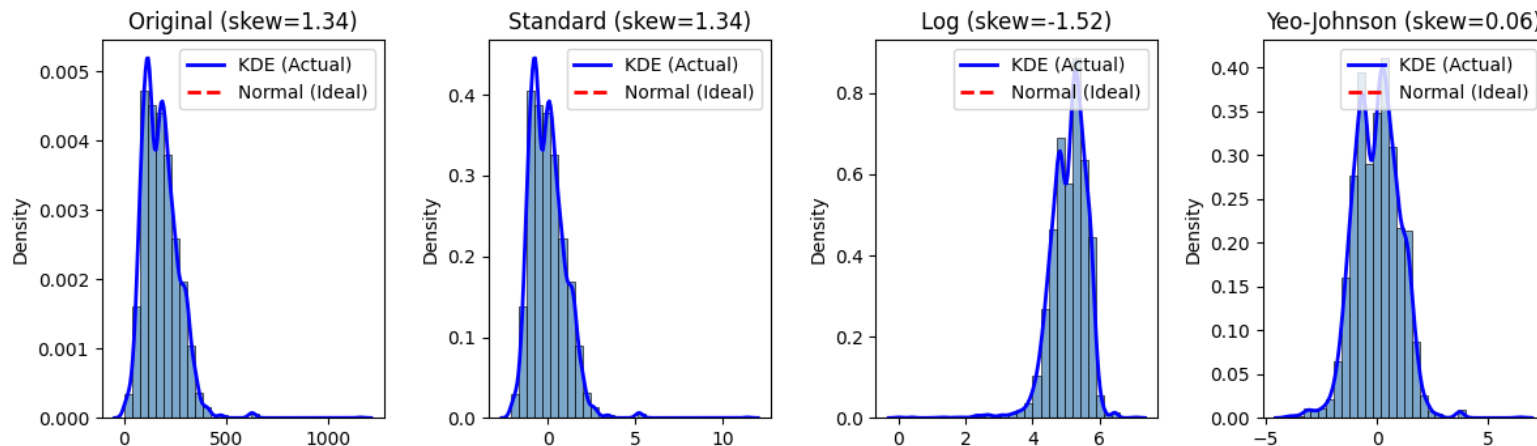 Original (skew=1.34)
KDE (Actual)
Normal (Ideal)
Density
0.005
0.004
0.003
0.002
0.001
0.000
0
500
1000
Standard (skew=1.34)
KDE (Actual)
Normal (Ideal)
Density
0.4
0.3
0.2
0.1
0.0
0
5
10
Log (skew=-1.52)
KDE (Actual)
Normal (Ideal)
Density
0.8
0.6
0.4
0.2
0.0
0
2
4
6
Yeo-Johnson (skew=0.06)
KDE (Actual)
Normal (Ideal)
Density
0.40
0.35
0.30
0.25
0.20
0.15
0.10
0.05
0.00
−5
0
5